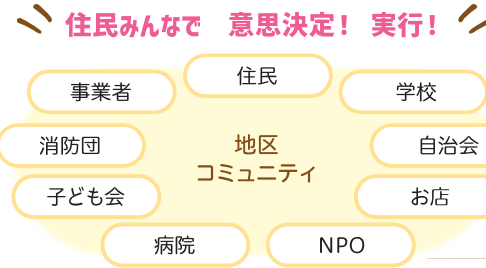 住民みんなで 意思決定! 実行!
住民
事業者
学校
消防団
地区
コミュニティ
自治会
子ども会
お店
病院
NPO